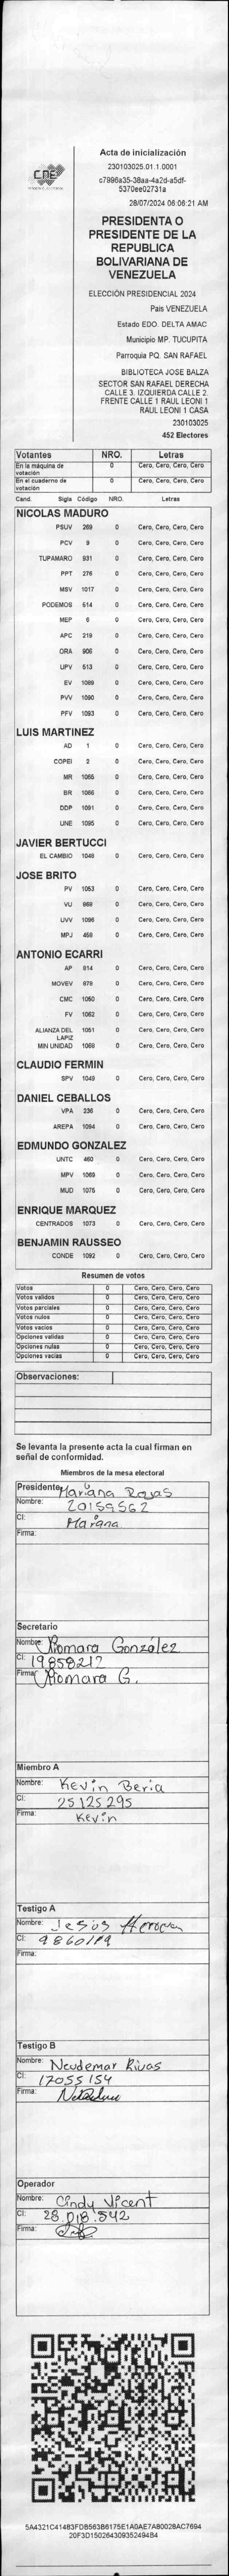 CNE
Acta de inicialización
230103025.01.1.0001
c7998a35-38aa-4a2d-a5df-
5370ee02731a
28/07/2024 06:06:21 AM
PRESIDENTA O
PRESIDENTE DE LA
REPUBLICA
BOLIVARIANA DE
VENEZUELA
ELECCIÓN PRESIDENCIAL 2024
Pais VENEZUELA
Estado EDO. DELTA AMAC
Municipio MP. TUCUPITA
Parroquia PQ. SAN RAFAEL
BIBLIOTECA JOSE BALZA
SECTOR SAN RAFAEL DERECHA
CALLE 3. IZQUIERDA CALLE 2.
FRENTE CALLE 1 RAUL LEONI 1
RAUL LEONI 1 CASA
230103025
452 Electores
Votantes NRO. Letras
En la máquina de votación 0 Cero, Cero, Cero, Cero
En el cuaderno de votación 0 Cero, Cero, Cero, Cero
Cand. Sigla Código NRO. Letras
NICOLAS MADURO
PSUV 269 0 Cero, Cero, Cero, Cero
PCV 9 0 Cero, Cero, Cero, Cero
TUPAMARO 931 0 Cero, Cero, Cero, Cero
PPT 276 0 Cero, Cero, Cero, Cero
MSV 1017 0 Cero, Cero, Cero, Cero
PODEMOS 514 0 Cero, Cero, Cero, Cero
MEP 6 0 Cero, Cero, Cero, Cero
APC 219 0 Cero, Cero, Cero, Cero
ORA 906 0 Cero, Cero, Cero, Cero
UPV 513 0 Cero, Cero, Cero, Cero
EV 1089 0 Cero, Cero, Cero, Cero
PVV 1090 0 Cero, Cero, Cero, Cero
PFV 1093 0 Cero, Cero, Cero, Cero
LUIS MARTINEZ
AD 1 0 Cero, Cero, Cero, Cero
COPEI 2 0 Cero, Cero, Cero, Cero
MR 1065 0 Cero, Cero, Cero, Cero
BR 1066 0 Cero, Cero, Cero, Cero
DDP 1091 0 Cero, Cero, Cero, Cero
UNE 1095 0 Cero, Cero, Cero, Cero
JAVIER BERTUCCI
EL CAMBIO 1046 0 Cero, Cero, Cero, Cero
JOSE BRITO
PV 1053 0 Cero, Cero, Cero, Cero
VU 968 0 Cero, Cero, Cero, Cero
UVV 1096 0 Cero, Cero, Cero, Cero
MPJ 459 0 Cero, Cero, Cero, Cero
ANTONIO ECARRI
AP 814 0 Cero, Cero, Cero, Cero
MOVEV 879 0 Cero, Cero, Cero, Cero
CMC 1050 0 Cero, Cero, Cero, Cero
FV 1062 0 Cero, Cero, Cero, Cero
ALIANZA DEL LAPIZ 1051 0 Cero, Cero, Cero, Cero
MIN UNIDAD 1068 0 Cero, Cero, Cero, Cero
CLAUDIO FERMIN
SPV 1049 0 Cero, Cero, Cero, Cero
DANIEL CEBALLOS
VPA 236 0 Cero, Cero, Cero, Cero
AREPA 1094 0 Cero, Cero, Cero, Cero
EDMUNDO GONZALEZ
UNTC 460 0 Cero, Cero, Cero, Cero
MPV 1069 0 Cero, Cero, Cero, Cero
MUD 1075 0 Cero, Cero, Cero, Cero
ENRIQUE MARQUEZ
CENTRADOS 1073 0 Cero, Cero, Cero, Cero
BENJAMIN RAUSSEO
CONDE 1092 0 Cero, Cero, Cero, Cero
Resumen de votos
Votos 0 Cero, Cero, Cero, Cero
Votos validos 0 Cero, Cero, Cero, Cero
Votos parciales 0 Cero, Cero, Cero, Cero
Votos nulos 0 Cero, Cero, Cero, Cero
Votos vacios 0 Cero, Cero, Cero, Cero
Opciones validas 0 Cero, Cero, Cero, Cero
Opciones nulas 0 Cero, Cero, Cero, Cero
Opciones vacias 0 Cero, Cero, Cero, Cero
Observaciones:
Se levanta la presente acta la cual firman en
señal de conformidad.
Miembros de la mesa electoral
Presidente
Nombre: Mariana Rojas
CI: 20159562
Firma: Mariana
Secretario
Nombre: Xiomara González
CI: 19858217
Firma: Xiomara G.
Miembro A
Nombre: Kevin Beria
CI: 25125295
Firma: Kevin
Testigo A
Nombre: Jesús
CI: 9860119
Firma:
Testigo B
Nombre: Neudemar Rivas
CI: 17055154
Firma:
Operador
Nombre: Cindy Vicent
CI: 28.018.542
Firma:
5A4321C41483FDB563B6175E1A0AE7A80028AC7694
20F3D150264309352494B4